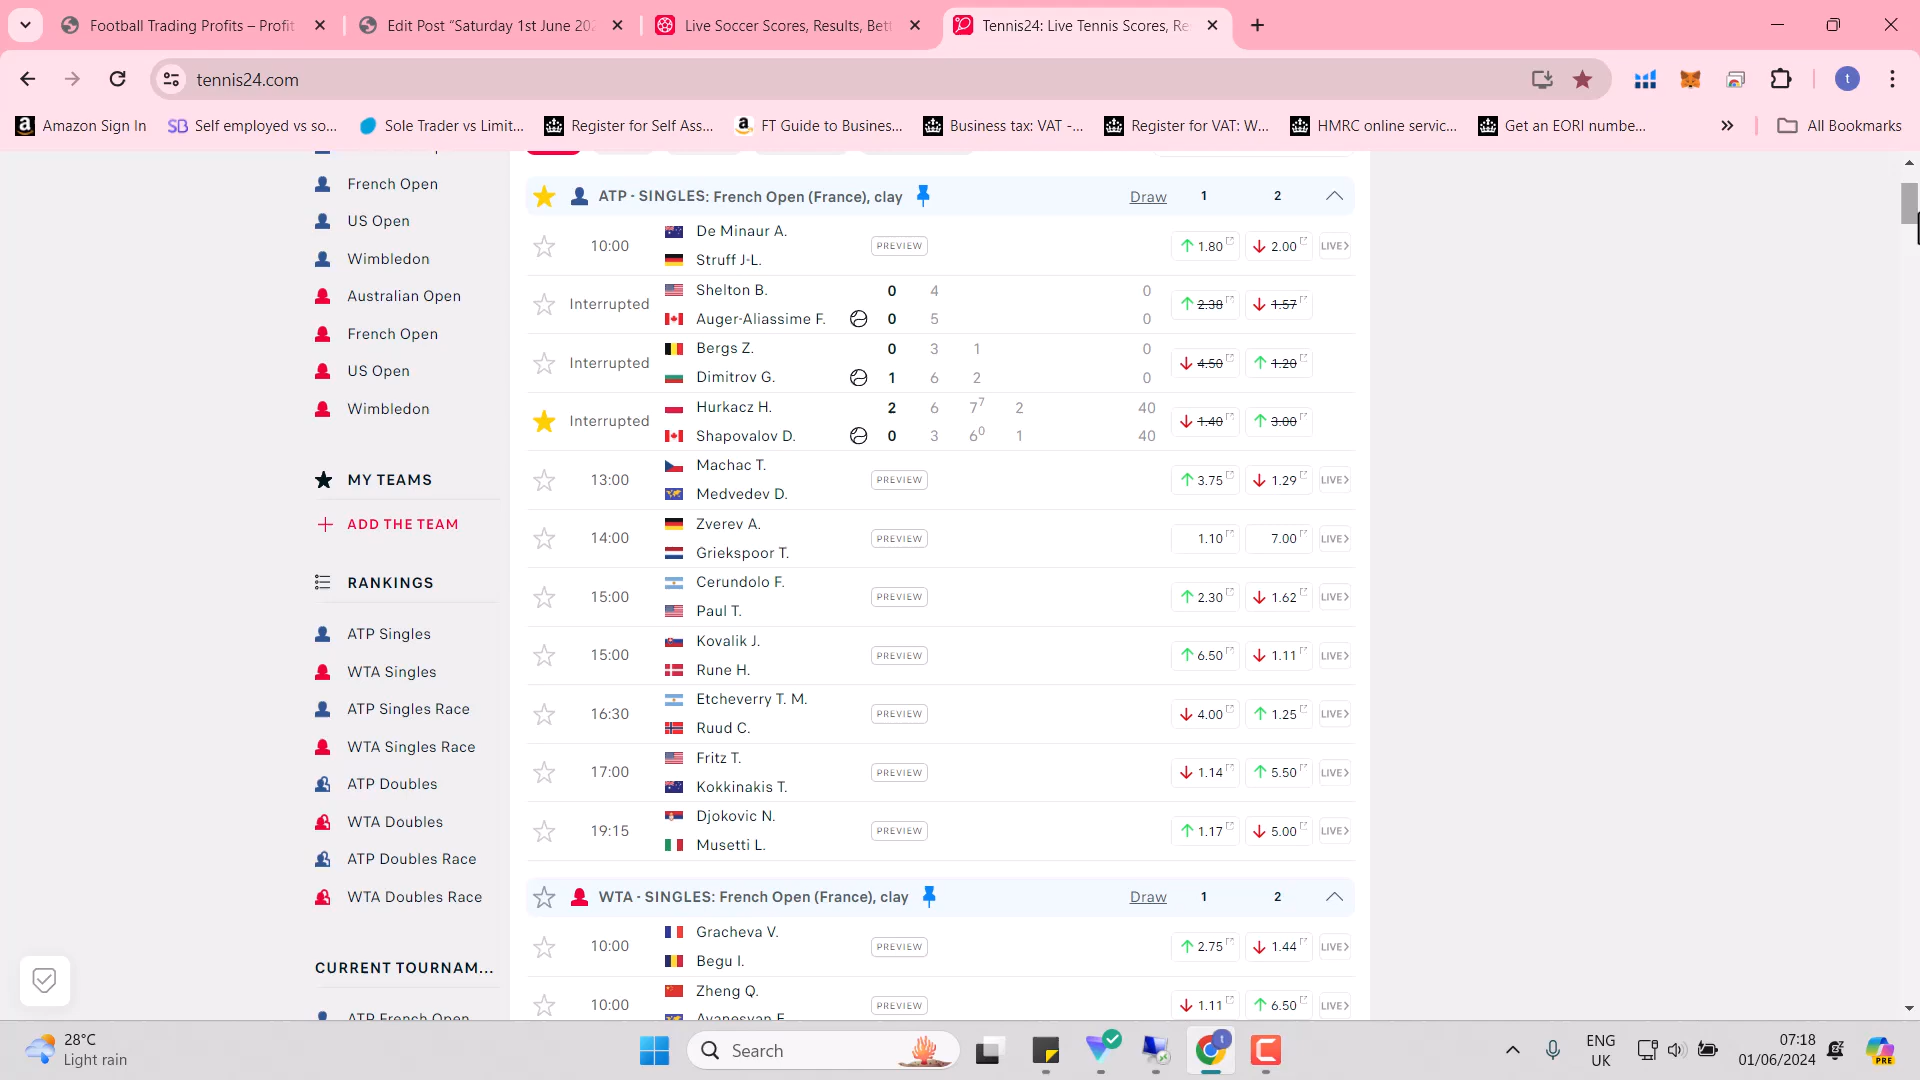 Football Trading Profits – Profit
Edit Post “Saturday 1st June 202
Live Soccer Scores, Results, Bett
Tennis24: Live Tennis Scores, Re
tennis24.com
t
Amazon Sign In
Self employed vs so...
Sole Trader vs Limit...
Register for Self Ass...
FT Guide to Busines...
Business tax: VAT -...
Register for VAT: W...
HMRC online servic...
Get an EORI numbe...
All Bookmarks
French Open
US Open
Wimbledon
Australian Open
French Open
US Open
Wimbledon
MY TEAMS
ADD THE TEAM
RANKINGS
ATP Singles
WTA Singles
ATP Singles Race
WTA Singles Race
ATP Doubles
WTA Doubles
ATP Doubles Race
WTA Doubles Race
CURRENT TOURNAM...
ATP French Open
ATP - SINGLES: French Open (France), clay Draw 1 2
10:00 De Minaur A. PREVIEW 1.80 2.00 LIVE
Struff J-L.
Interrupted Shelton B. 0 4 0 2.38 1.57
Auger-Aliassime F. 0 5 0
Interrupted Bergs Z. 0 3 1 0 4.50 1.20
Dimitrov G. 1 6 2 0
Interrupted Hurkacz H. 2 6 7⁷ 2 40 1.40 3.00
Shapovalov D. 0 3 6⁰ 1 40
13:00 Machac T. PREVIEW 3.75 1.29 LIVE
Medvedev D.
14:00 Zverev A. PREVIEW 1.10 7.00 LIVE
Griekspoor T.
15:00 Cerundolo F. PREVIEW 2.30 1.62 LIVE
Paul T.
15:00 Kovalik J. PREVIEW 6.50 1.11 LIVE
Rune H.
16:30 Etcheverry T. M. PREVIEW 4.00 1.25 LIVE
Ruud C.
17:00 Fritz T. PREVIEW 1.14 5.50 LIVE
Kokkinakis T.
19:15 Djokovic N. PREVIEW 1.17 5.00 LIVE
Musetti L.
WTA - SINGLES: French Open (France), clay Draw 1 2
10:00 Gracheva V. PREVIEW 2.75 1.44 LIVE
Begu I.
10:00 Zheng Q. PREVIEW 1.11 6.50 LIVE
Avanesyan E.
28°C
Light rain
Search
t
ENG
UK
07:18
01/06/2024
PRE